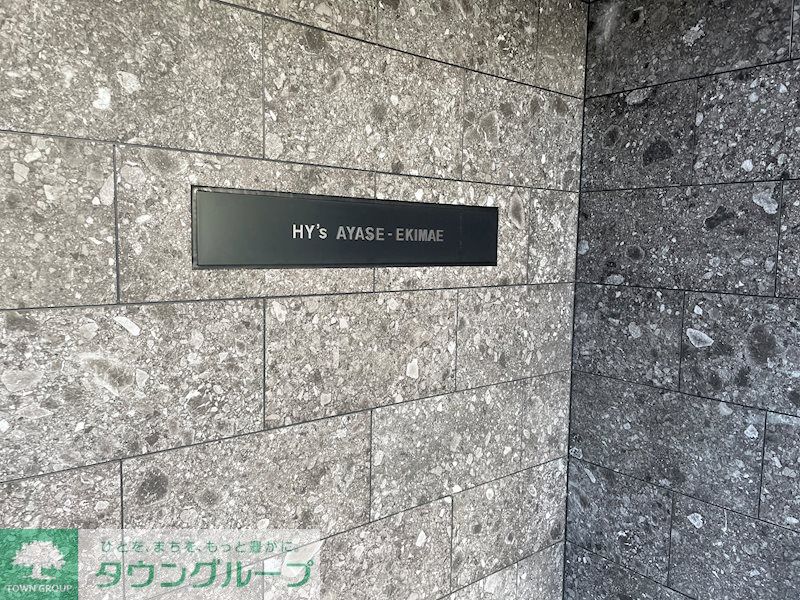 HY's AYASE-EKIMAE
ひとを、まちを、もっと豊かに。
タウングループ
TOWN GROUP